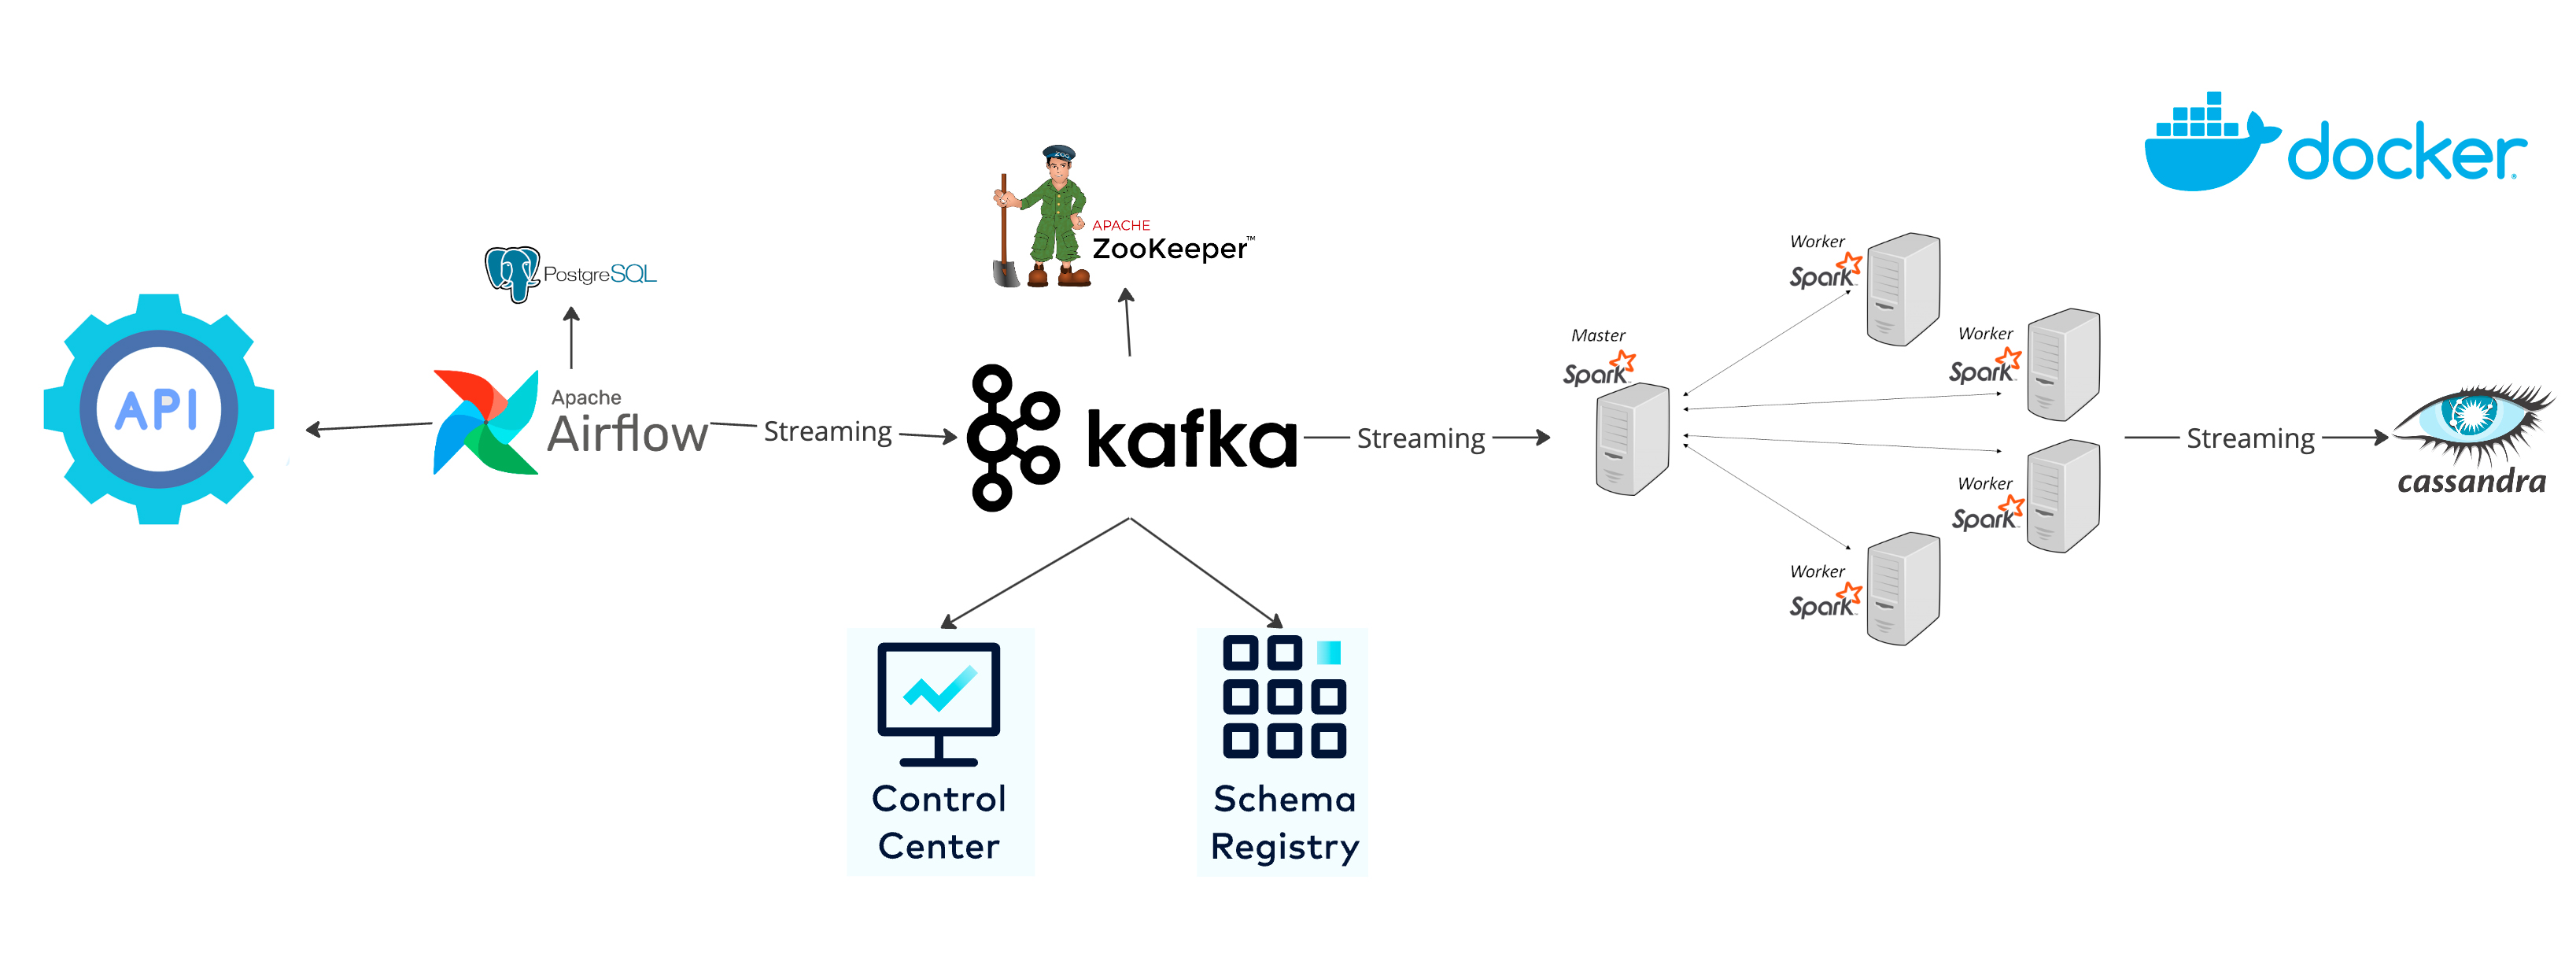 docker
ZOO
APACHE
ZooKeeper™
Worker
Spark
PostgreSQL
Worker
Spark
Master
Spark
API
Apache
Airflow
Streaming
kafka
Streaming
Streaming
cassandra
Worker
Spark
Worker
Spark
Control
Center
Schema
Registry